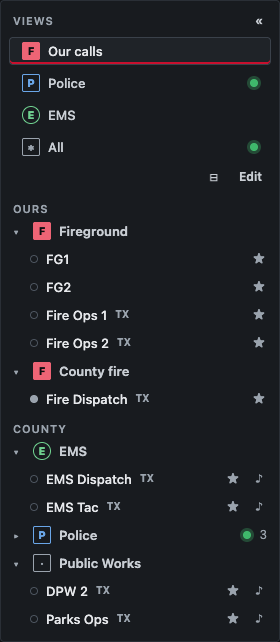 VIEWS «
F Our calls
P Police
E EMS
✱ All
⊟ Edit
OURS
▾ F Fireground
FG1 ★
FG2 ★
Fire Ops 1 TX ★
Fire Ops 2 TX ★
▾ F County fire
Fire Dispatch TX ★
COUNTY
▾ E EMS
EMS Dispatch TX ★ ♪
EMS Tac TX ★ ♪
▸ P Police 3
▾ · Public Works
DPW 2 TX ★ ♪
Parks Ops TX ★ ♪